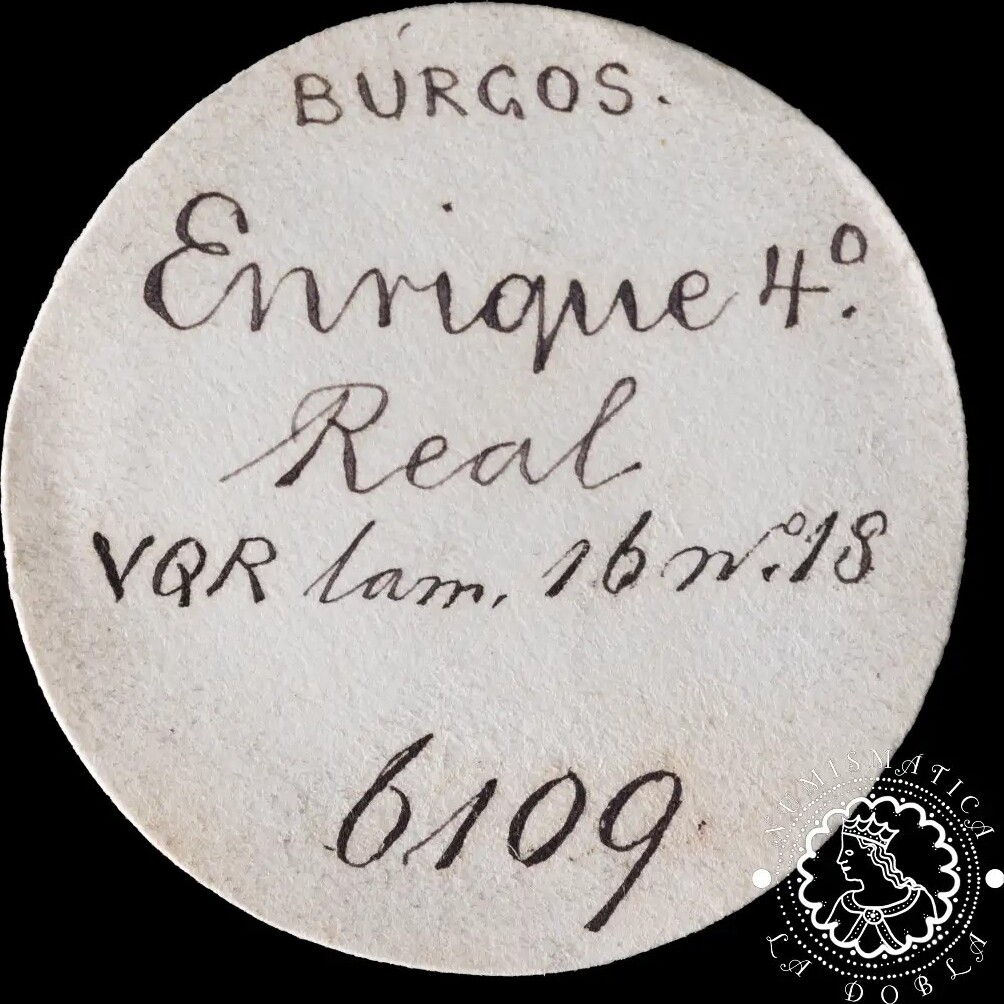 BURGOS.
Enrique 4º.
Real
VQR lam. 16 nº. 18
6109
NUMISMATICA
LA DOBLA